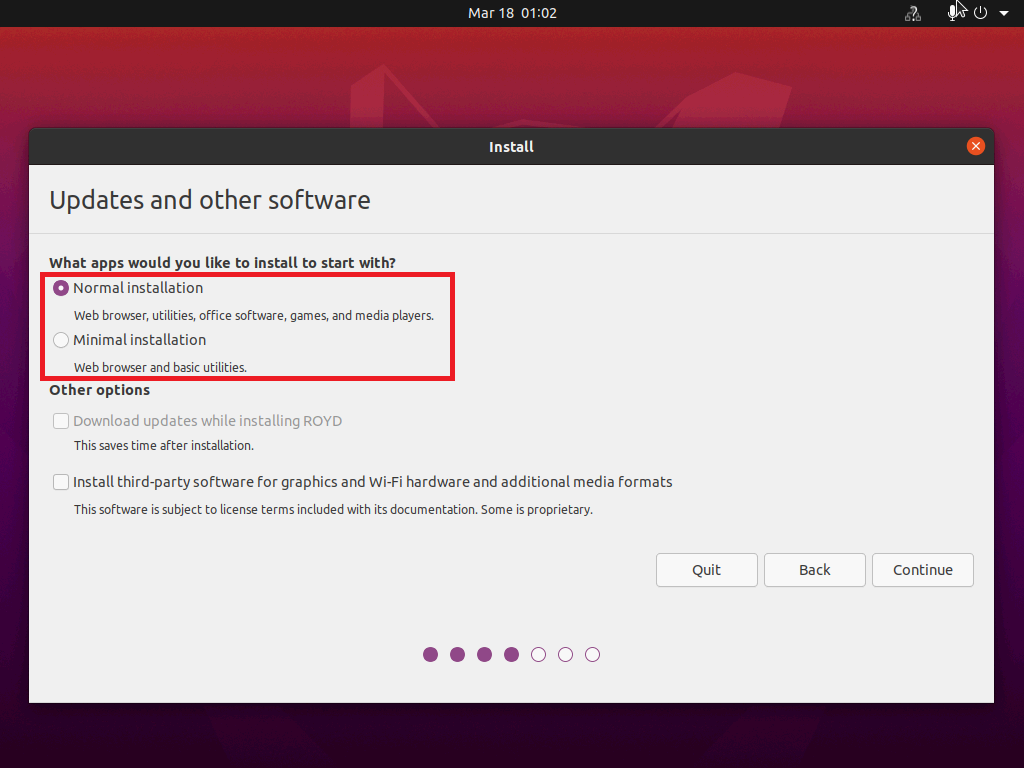 Mar 18 01:02
Install
Updates and other software
What apps would you like to install to start with?
Normal installation
Web browser, utilities, office software, games, and media players.
Minimal installation
Web browser and basic utilities.
Other options
Download updates while installing ROYD
This saves time after installation.
Install third-party software for graphics and Wi-Fi hardware and additional media formats
This software is subject to license terms included with its documentation. Some is proprietary.
Quit Back Continue